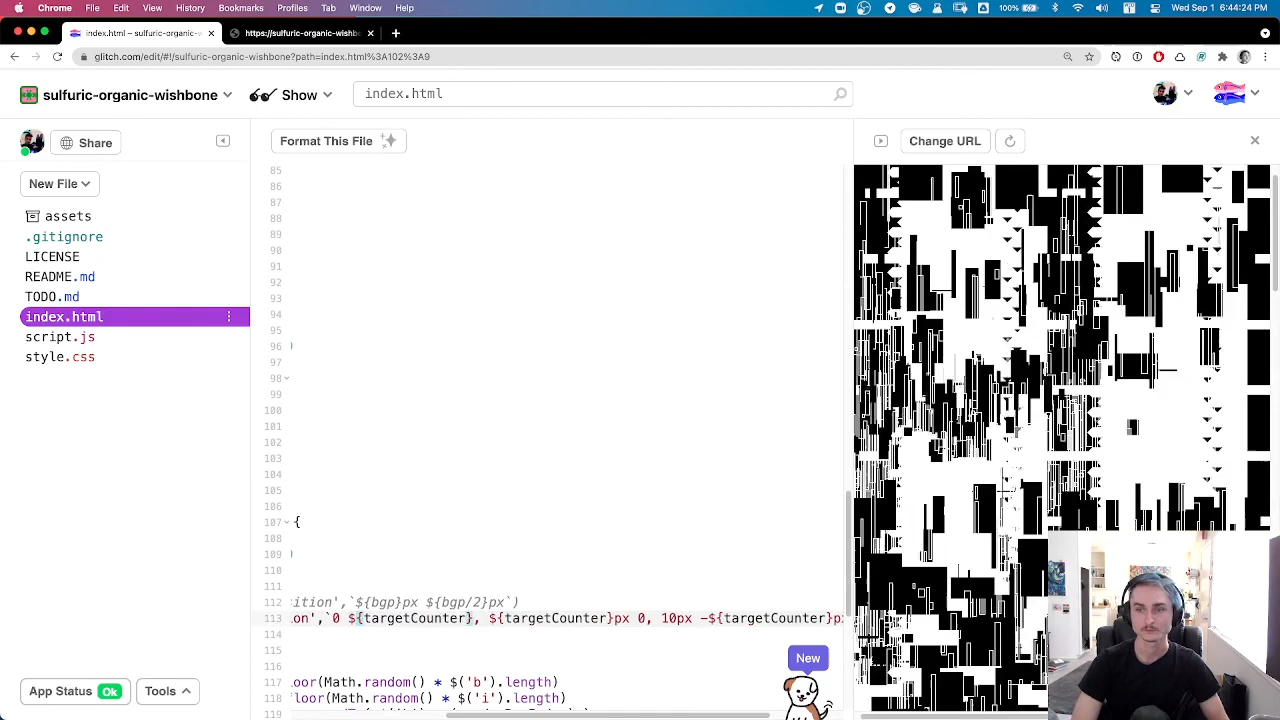 Chrome File Edit View History Bookmarks Profiles Tab Window Help
100% Wed Sep 1 6:44:24 PM
index.html – sulfuric-organic-w
https://sulfuric-organic-wishbo
glitch.com/edit/#!/sulfuric-organic-wishbone?path=index.html%3A102%3A9
sulfuric-organic-wishbone
Show
index.html
Share
Format This File
Change URL
New File
assets
.gitignore
LICENSE
README.md
TODO.md
index.html
script.js
style.css
85
86
87
88
89
90
91
92
93
94
95
96 )
97
98
99
100
101
102
103
104
105
106
107 {
108
109 )
110
111
112 ition',`${bgp}px ${bgp/2}px`)
113 ion',`0 ${targetCounter}, ${targetCounter}px 0, 10px -${targetCounter}px
114
115
116
117 loor(Math.random() * $('b').length)
118 floor(Math.random() * $('i').length)
119
New
App Status Ok
Tools